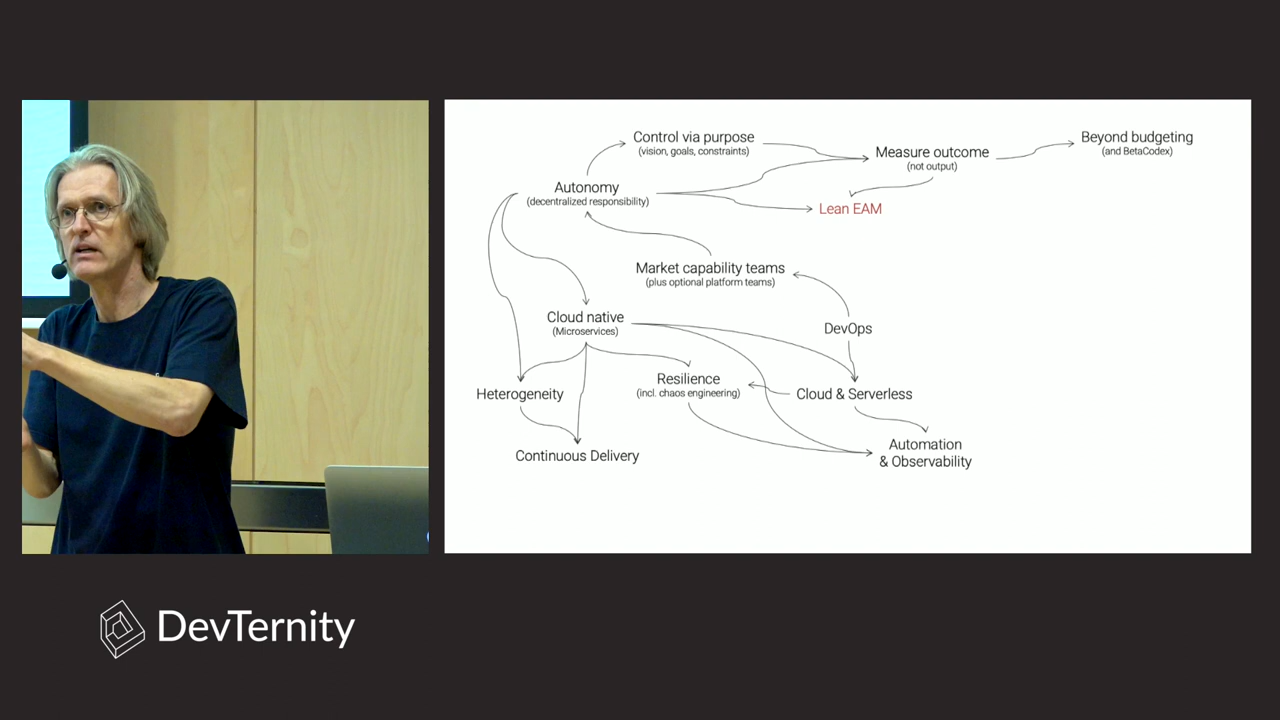 Control via purpose
(vision, goals, constraints)
Beyond budgeting
(and BetaCodex)
Measure outcome
(not output)
Autonomy
(decentralized responsibility)
Lean EAM
Market capability teams
(plus optional platform teams)
Cloud native
(Microservices)
DevOps
Resilience
(incl. chaos engineering)
Heterogeneity
Cloud & Serverless
Continuous Delivery
Automation
& Observability
DevTernity